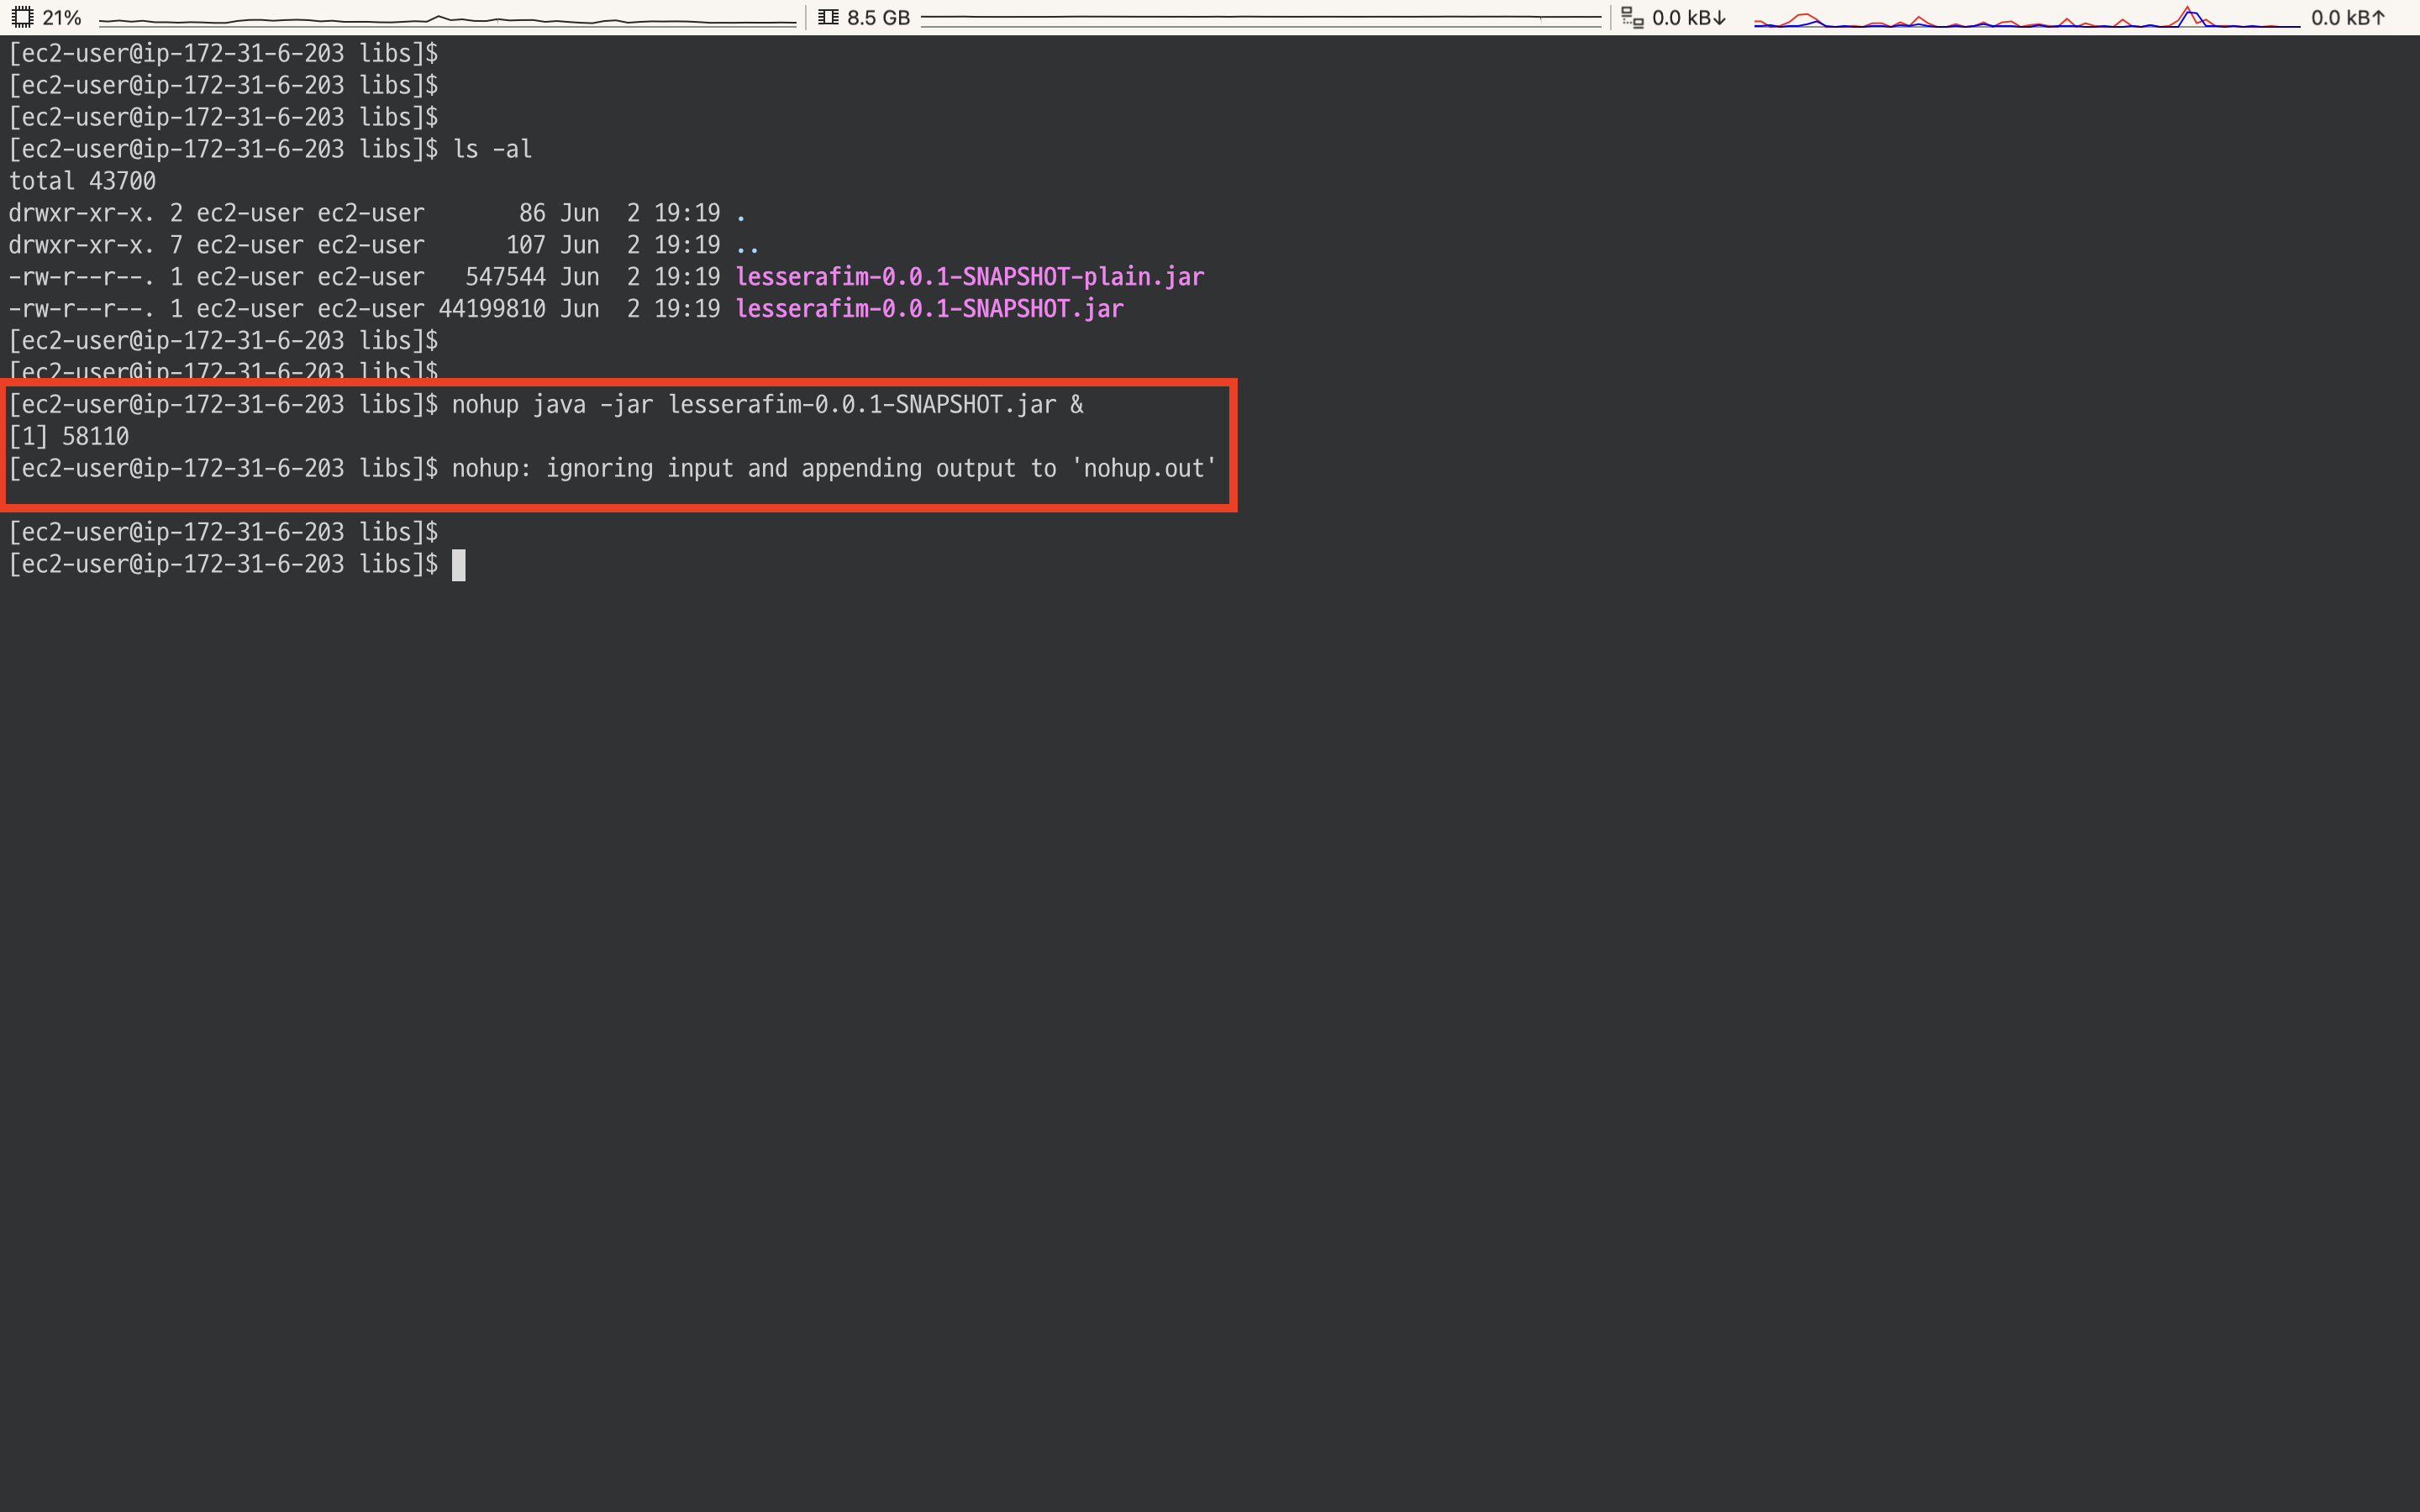 21% 8.5 GB 0.0 kB↓ 0.0 kB↑
[ec2-user@ip-172-31-6-203 libs]$
[ec2-user@ip-172-31-6-203 libs]$
[ec2-user@ip-172-31-6-203 libs]$
[ec2-user@ip-172-31-6-203 libs]$ ls -al
total 43700
drwxr-xr-x. 2 ec2-user ec2-user       86 Jun  2 19:19 .
drwxr-xr-x. 7 ec2-user ec2-user      107 Jun  2 19:19 ..
-rw-r--r--. 1 ec2-user ec2-user   547544 Jun  2 19:19 lesserafim-0.0.1-SNAPSHOT-plain.jar
-rw-r--r--. 1 ec2-user ec2-user 44199810 Jun  2 19:19 lesserafim-0.0.1-SNAPSHOT.jar
[ec2-user@ip-172-31-6-203 libs]$
[ec2-user@ip-172-31-6-203 libs]$
[ec2-user@ip-172-31-6-203 libs]$ nohup java -jar lesserafim-0.0.1-SNAPSHOT.jar &
[1] 58110
[ec2-user@ip-172-31-6-203 libs]$ nohup: ignoring input and appending output to 'nohup.out'
[ec2-user@ip-172-31-6-203 libs]$
[ec2-user@ip-172-31-6-203 libs]$